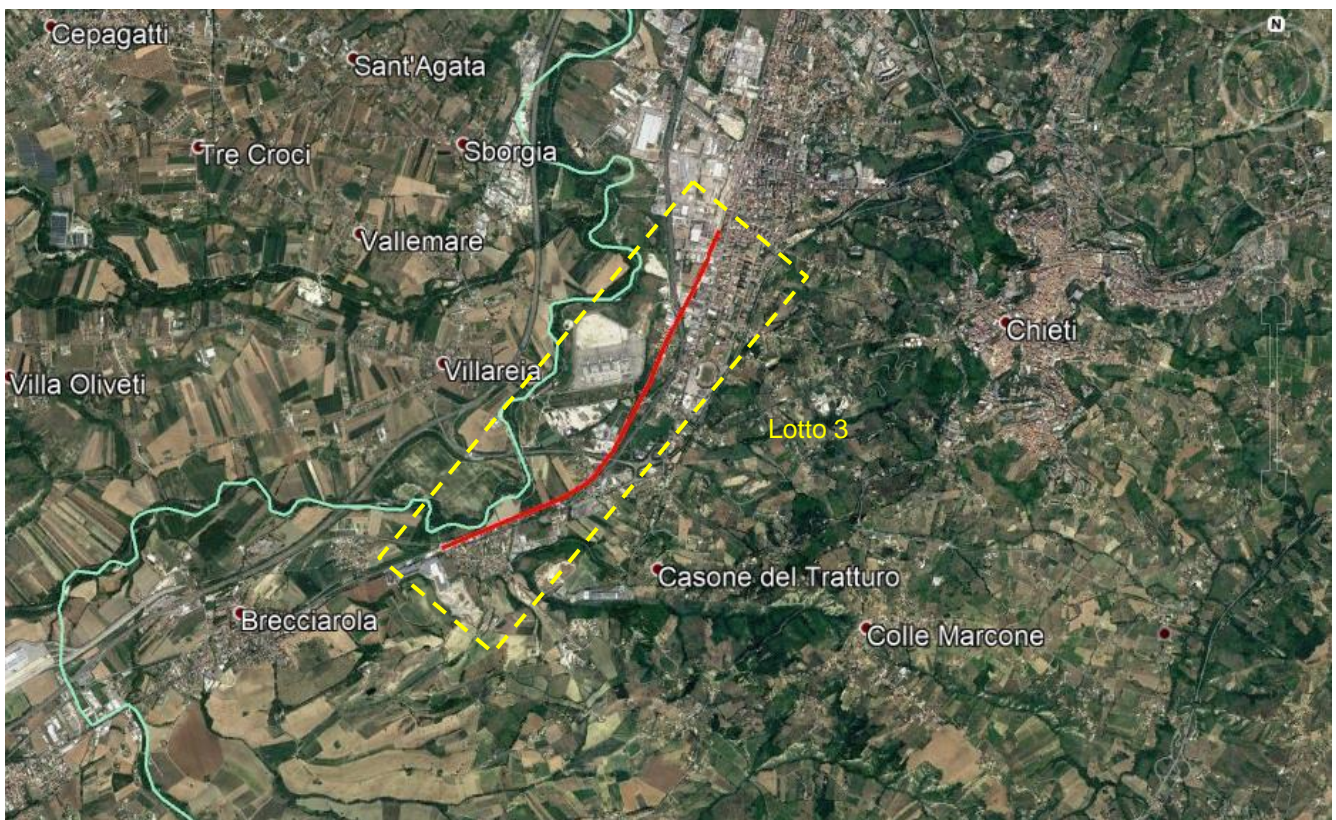 N
Cepagatti
Sant'Agata
Tre Croci
Sborgia
Vallemare
Chieti
Villareia
Villa Oliveti
Lotto 3
Casone del Tratturo
Brecciarola
Colle Marcone